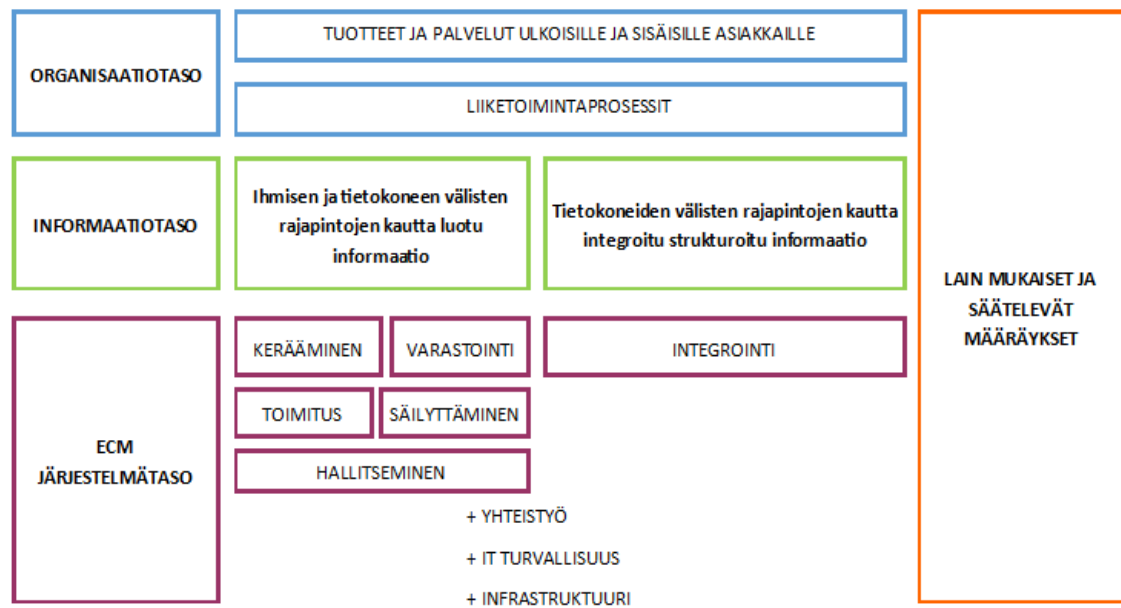 ORGANISAATIOTASO
TUOTTEET JA PALVELUT ULKOISILLE JA SISÄISILLE ASIAKKAILLE
LIIKETOIMINTAPROSESSIT
INFORMAATIOTASO
Ihmisen ja tietokoneen välisten
rajapintojen kautta luotu
informaatio
Tietokoneiden välisten rajapintojen kautta
integroitu strukturoitu informaatio
ECM
JÄRJESTELMÄTASO
KERÄÄMINEN
VARASTOINTI
INTEGROINTI
TOIMITUS
SÄILYTTÄMINEN
HALLITSEMINEN
+ YHTEISTYÖ
+ IT TURVALLISUUS
+ INFRASTRUKTUURI
LAIN MUKAISET JA
SÄÄTELEVÄT
MÄÄRÄYKSET